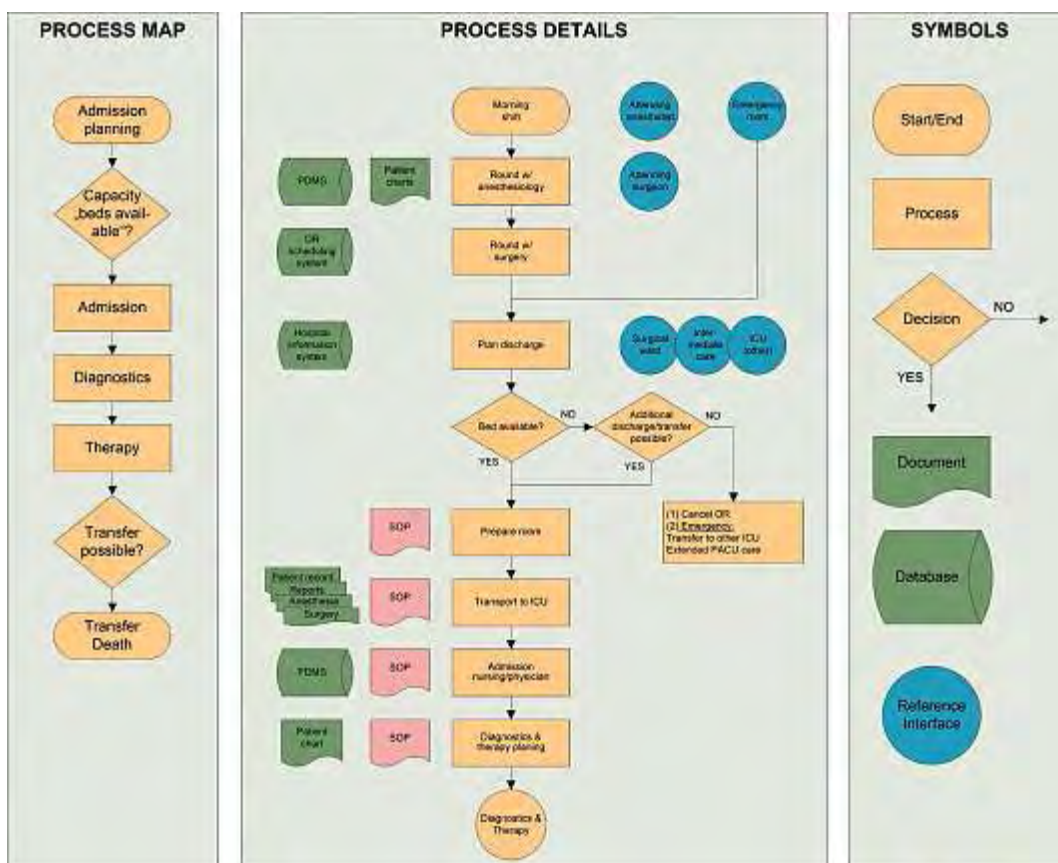 PROCESS MAP
Admission
planning
Capacity
„beds avail-
able“?
Admission
Diagnostics
Therapy
Transfer
possible?
Transfer
Death
PROCESS DETAILS
Morning
shift
Attending
Emergency
room
PDMS
Patient
charts
Round w/
anesthesiology
Attending
surgeon
OR
scheduling
system
Round w/
surgery
Hospital
information
system
Plan discharge
Surgical
ward
Inter-
mediate
care
ICU
Bed available?
NO
YES
Additional
discharge/transfer
possible?
NO
YES
(1) Cancel OR
(2) Emergency:
Transfer to other ICU
Extended PACU care
SOP
Prepare room
Patient record
Reports
Anesthesia
Surgery
SOP
Transport to ICU
PDMS
SOP
Admission
nursing/physician
Patient
chart
SOP
Diagnostics &
therapy planing
Diagnostics &
Therapy
SYMBOLS
Start/End
Process
Decision
NO
YES
Document
Database
Reference
Interface